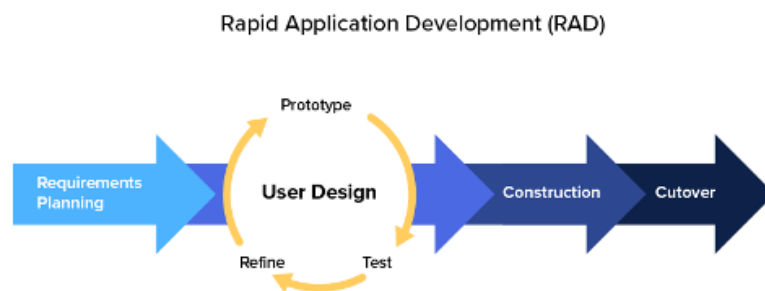 Rapid Application Development (RAD)
Prototype
Requirements
Planning
User Design
Construction
Cutover
Refine
Test